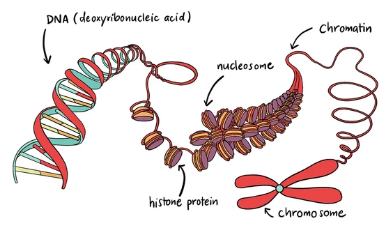 DNA (deoxyribonucleic acid)
chromatin
nucleosome
histone protein
chromosome